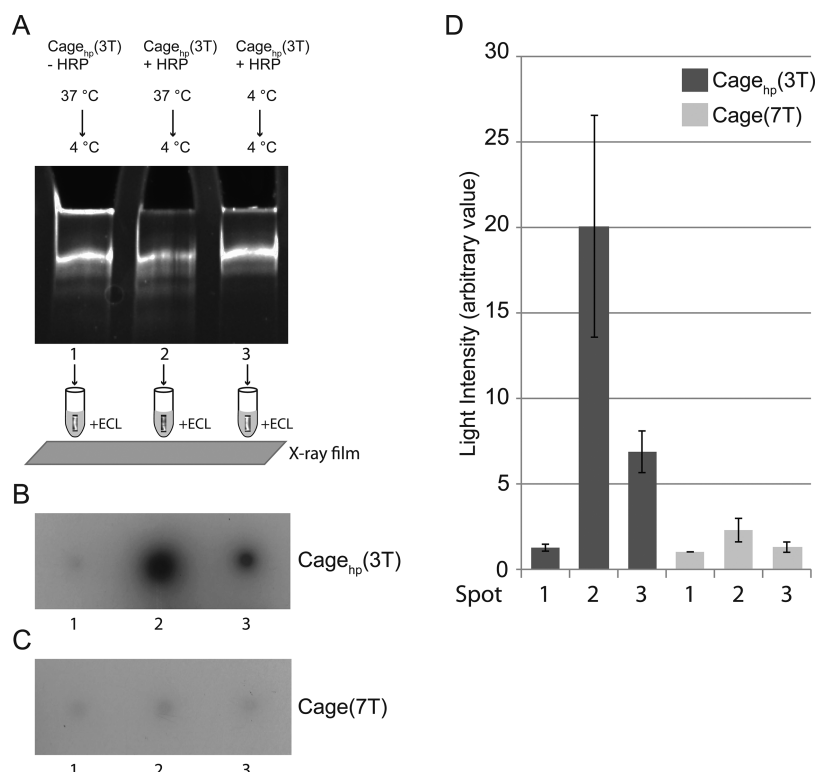 A
Cage_hp(3T) Cage_hp(3T) Cage_hp(3T)
- HRP + HRP + HRP
37 °C 37 °C 4 °C
4 °C 4 °C 4 °C
1 2 3
+ECL +ECL +ECL
X-ray film
B
Cage_hp(3T)
1 2 3
C
Cage(7T)
1 2 3
D
Light Intensity (arbitrary value)
30
25
20
15
10
5
0
Cage_hp(3T)
Cage(7T)
Spot 1 2 3 1 2 3